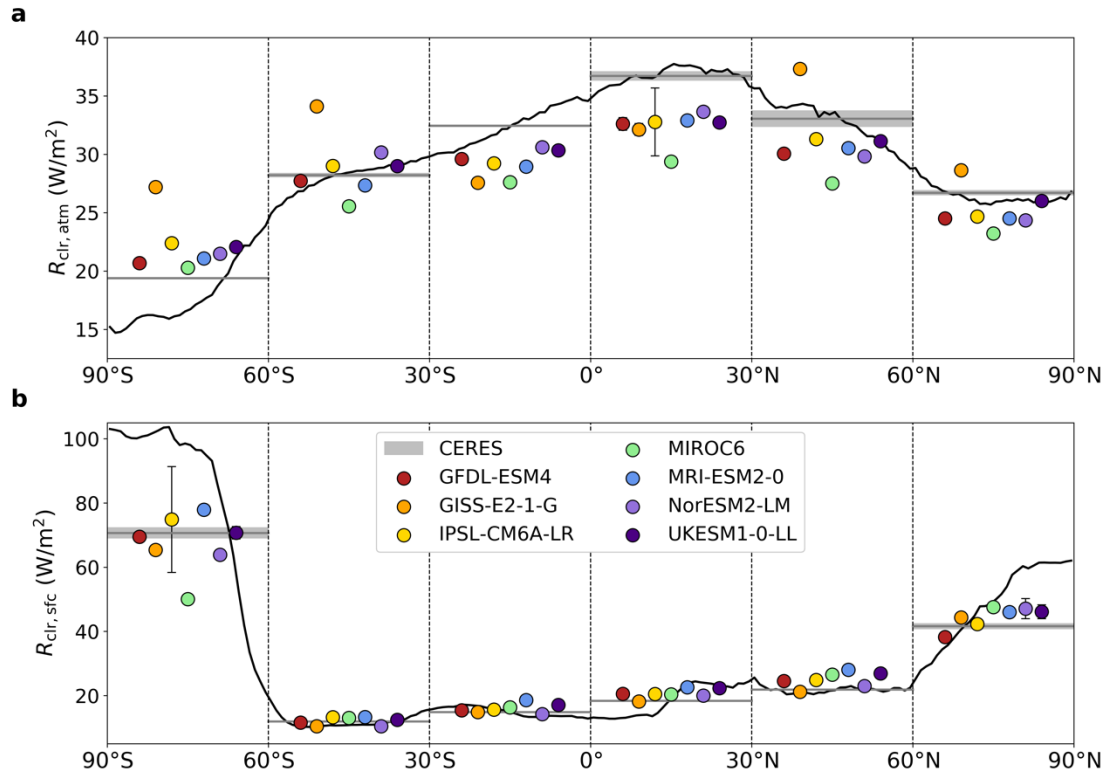 a
R_clr,atm (W/m²)
40
35
30
25
20
15
90°S 60°S 30°S 0° 30°N 60°N 90°N
b
R_clr,sfc (W/m²)
100
80
60
40
20
CERES
GFDL-ESM4
GISS-E2-1-G
IPSL-CM6A-LR
MIROC6
MRI-ESM2-0
NorESM2-LM
UKESM1-0-LL
90°S 60°S 30°S 0° 30°N 60°N 90°N